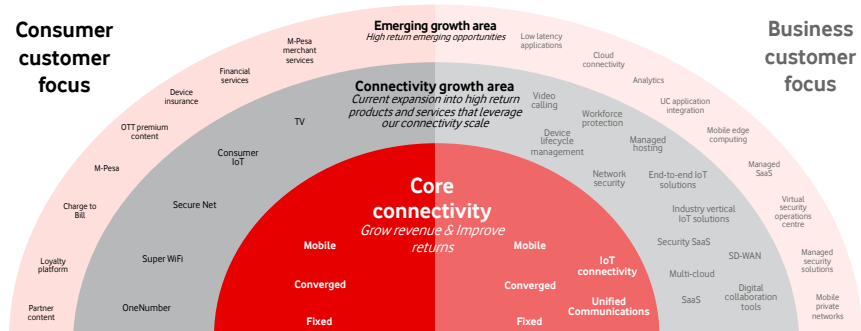 Consumer
customer
focus
Business
customer
focus
Emerging growth area
High return emerging opportunities
M-Pesa
merchant
services
Financial
services
Device
insurance
OTT premium
content
M-Pesa
Charge to
Bill
Loyalty
platform
Partner
content
Low latency
applications
Cloud
connectivity
Analytics
UC application
integration
Mobile edge
computing
Managed
SaaS
Virtual
security
operations
centre
Managed
security
solutions
Mobile
private
networks
Connectivity growth area
Current expansion into high return
products and services that leverage
our connectivity scale
TV
Consumer
IoT
Secure Net
Super WiFi
OneNumber
Video
calling
Workforce
protection
Device
lifecycle
management
Managed
hosting
Network
security
End-to-end IoT
solutions
Industry vertical
IoT solutions
Security SaaS
SD-WAN
Multi-cloud
SaaS
Digital
collaboration
tools
Core
connectivity
Grow revenue & Improve
returns
Mobile
Converged
Fixed
Mobile
IoT
connectivity
Converged
Unified
Communications
Fixed